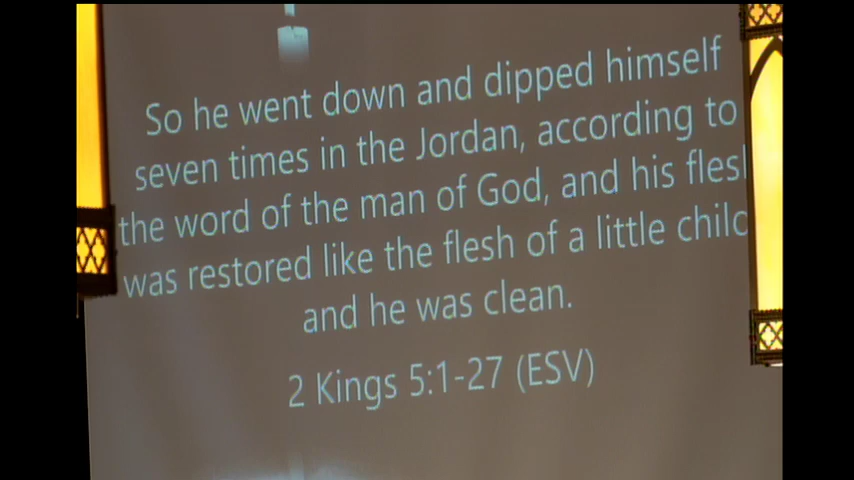 So he went down and dipped himself
seven times in the Jordan, according to
the word of the man of God, and his flesh
was restored like the flesh of a little child
and he was clean.
2 Kings 5:1-27 (ESV)